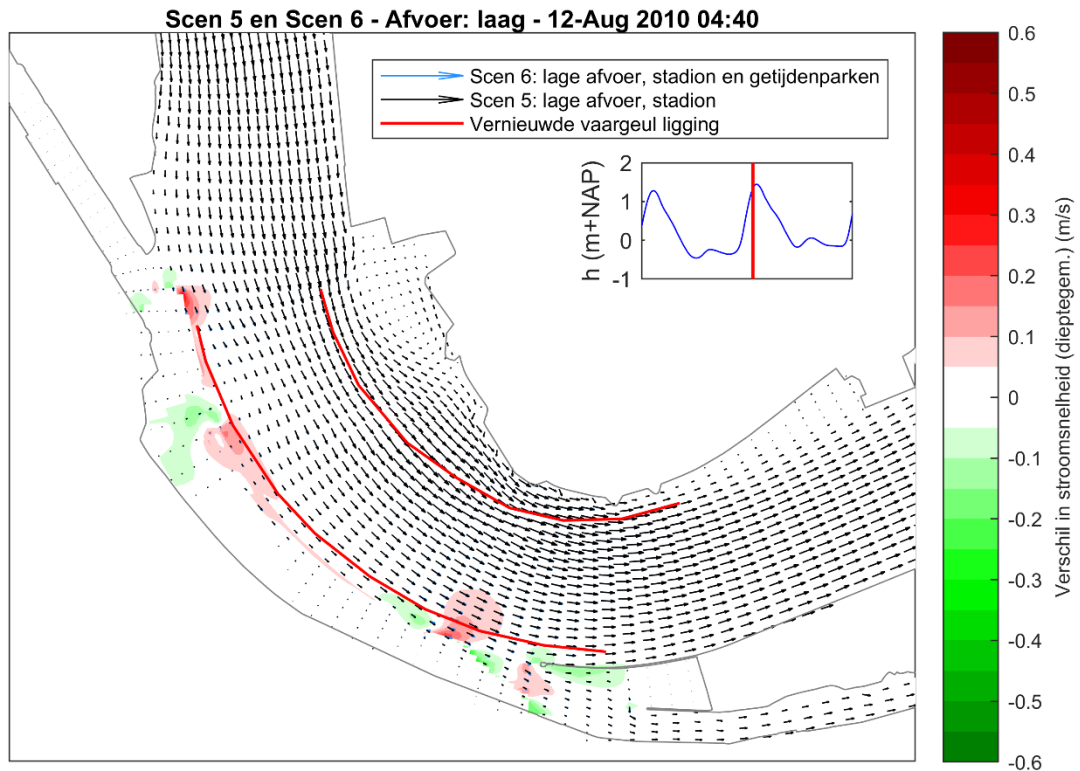 Scen 5 en Scen 6 - Afvoer: laag - 12-Aug 2010 04:40
Scen 6: lage afvoer, stadion en getijdenparken
Scen 5: lage afvoer, stadion
Vernieuwde vaargeul ligging
h (m+NAP)
2
1
0
-1
0.6
0.5
0.4
0.3
0.2
0.1
0
-0.1
-0.2
-0.3
-0.4
-0.5
-0.6
Verschil in stroomsnelheid (dieptegem.) (m/s)